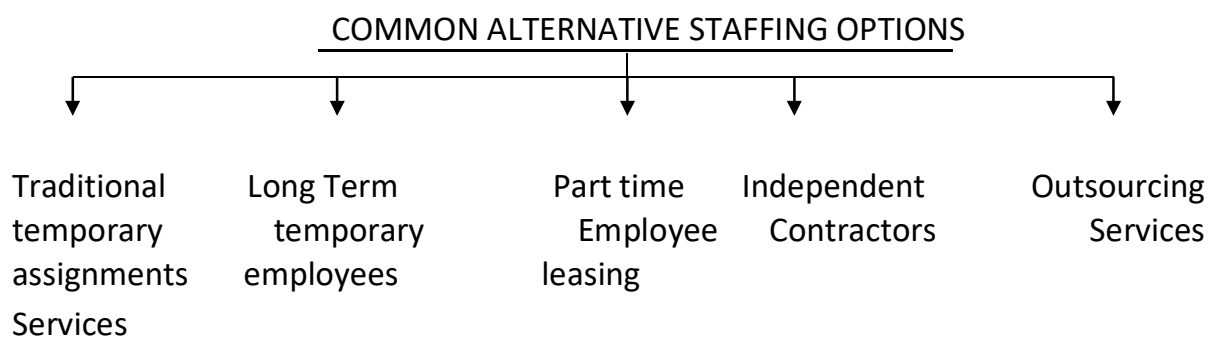 COMMON ALTERNATIVE STAFFING OPTIONS
Traditional
temporary
assignments
Services
Long Term
temporary
employees
Part time
Employee
leasing
Independent
Contractors
Outsourcing
Services